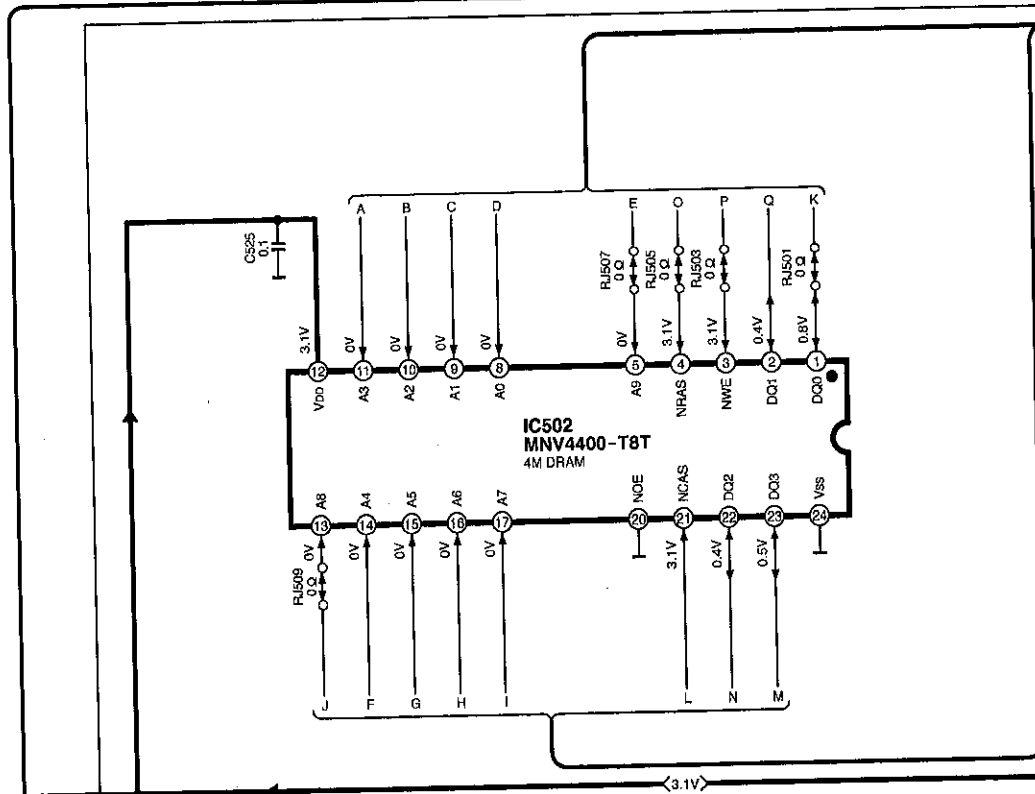 A B C D E O P Q K
C525
0.1
RJ507
0 Ω
RJ505
0 Ω
RJ503
0 Ω
RJ501
0 Ω
3.1V 0V 0V 0V 0V 0V 3.1V 3.1V 0.4V 0.8V
12 11 10 9 8 5 4 3 2 1
VDD A3 A2 A1 A0 A9 NRAS NWE DQ1 DQ0
IC502
MNV4400-T8T
4M DRAM
A8 A4 A5 A6 A7 NOE NCAS DQ2 DQ3 VSS
13 14 15 16 17 20 21 22 23 24
0V 0V 0V 0V 0V 3.1V 0.4V 0.5V
RJ509
0 Ω
J F G H I L N M
(3.1V)